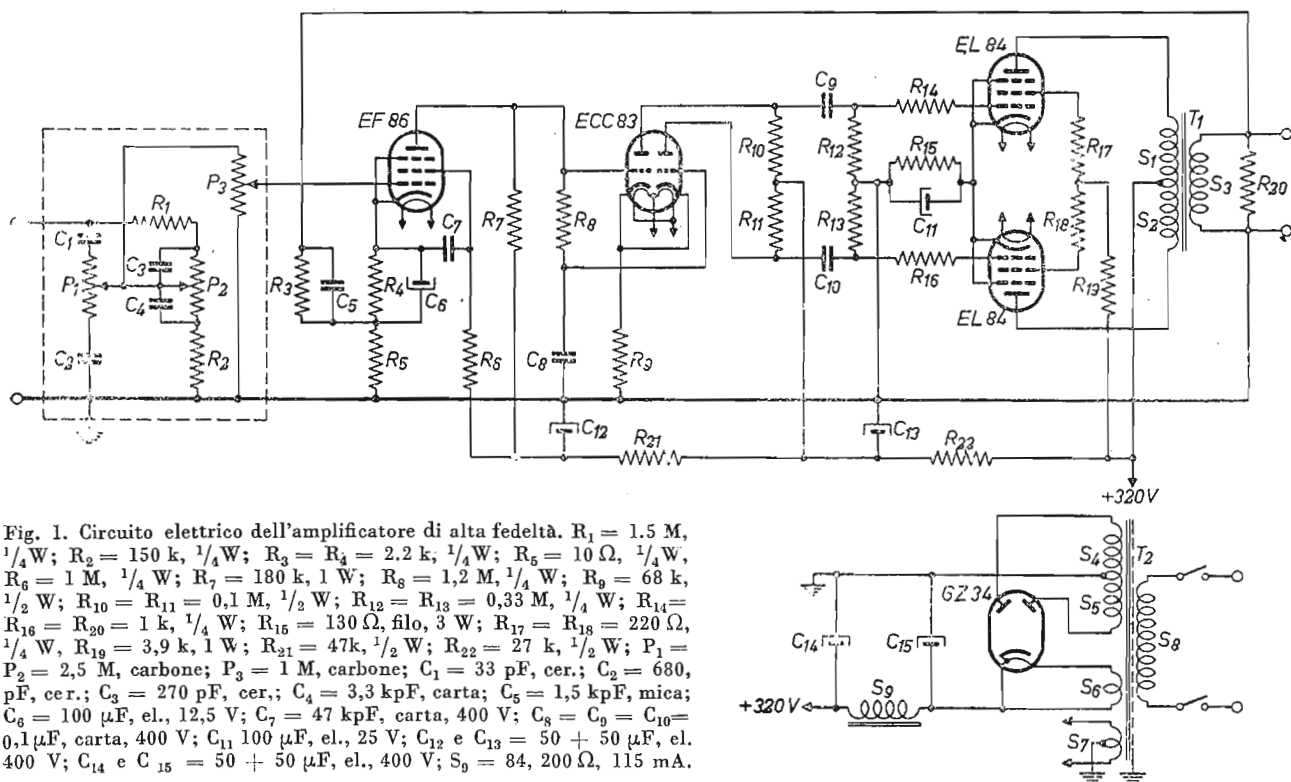 EL 84
EF 86
ECC 83
C9
R14
T1
R10
R12
R15
R17
S1
P3
R1
R30
S3
C1
C7
R7
R8
C11
S2
R11
R13
R18
C3
P1
P2
R3
C5
R4
C6
C10
R16
R19
C4
EL 84
C2
R2
R5
R6
C8
R9
C12
R21
C13
R22
+320V
Fig. 1. Circuito elettrico dell'amplificatore di alta fedeltà. R1 = 1.5 M,
1/4 W; R2 = 150 k, 1/4 W; R3 = R4 = 2.2 k, 1/4 W; R5 = 10 Ω, 1/4 W,
R6 = 1 M, 1/4 W; R7 = 180 k, 1 W; R8 = 1,2 M, 1/4 W; R9 = 68 k,
1/2 W; R10 = R11 = 0,1 M, 1/2 W; R12 = R13 = 0,33 M, 1/4 W; R14 =
R16 = R20 = 1 k, 1/4 W; R15 = 130 Ω, filo, 3 W; R17 = R18 = 220 Ω,
1/4 W, R19 = 3,9 k, 1 W; R21 = 47k, 1/2 W; R22 = 27 k, 1/2 W; P1 =
P2 = 2,5 M, carbone; P3 = 1 M, carbone; C1 = 33 pF, cer.; C2 = 680,
pF, cer.; C3 = 270 pF, cer,; C4 = 3,3 kpF, carta; C5 = 1,5 kpF, mica;
C6 = 100 μF, el., 12,5 V; C7 = 47 kpF, carta, 400 V; C8 = C9 = C10 =
0,1 μF, carta, 400 V; C11 100 μF, el., 25 V; C12 e C13 = 50 + 50 μF, el.
400 V; C14 e C15 = 50 + 50 μF, el., 400 V; S9 = 84, 200 Ω, 115 mA.
S4
T2
GZ34
S5
C14
C15
S8
S9
S6
+320V
S7